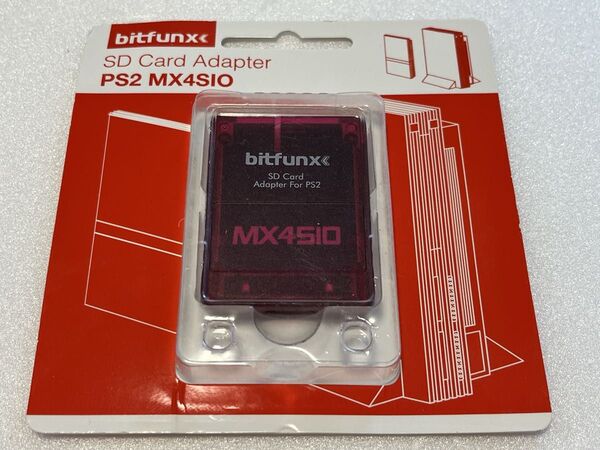 bitfunx
SD Card Adapter
PS2 MX4SIO
bitfunx
SD Card
Adapter For PS2
MX4SIO